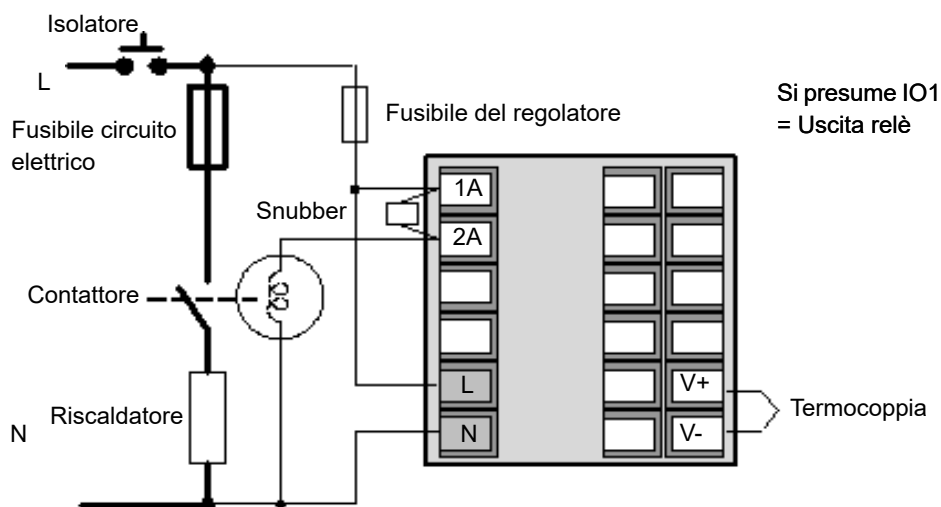 Isolatore
L
Fusibile circuito
elettrico
Fusibile del regolatore
Si presume IO1
= Uscita relè
1A
Snubber
2A
Contattore
L
V+
Riscaldatore
Termocoppia
N
N
V-